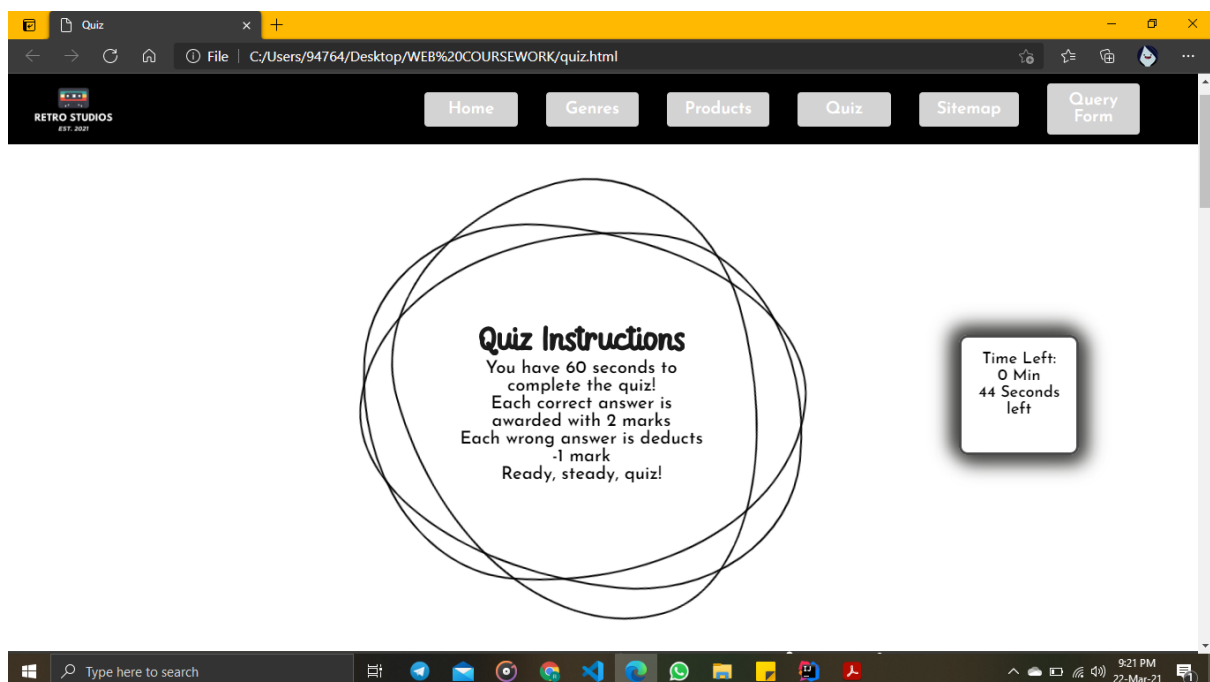 Quiz
File
C:/Users/94764/Desktop/WEB%20COURSEWORK/quiz.html
RETRO STUDIOS
EST. 2021
Home
Genres
Products
Quiz
Sitemap
Query
Form
Quiz Instructions
You have 60 seconds to
complete the quiz!
Each correct answer is
awarded with 2 marks
Each wrong answer is deducts
-1 mark
Ready, steady, quiz!
Time Left:
0 Min
44 Seconds
left
Type here to search
9:21 PM
22-Mar-21